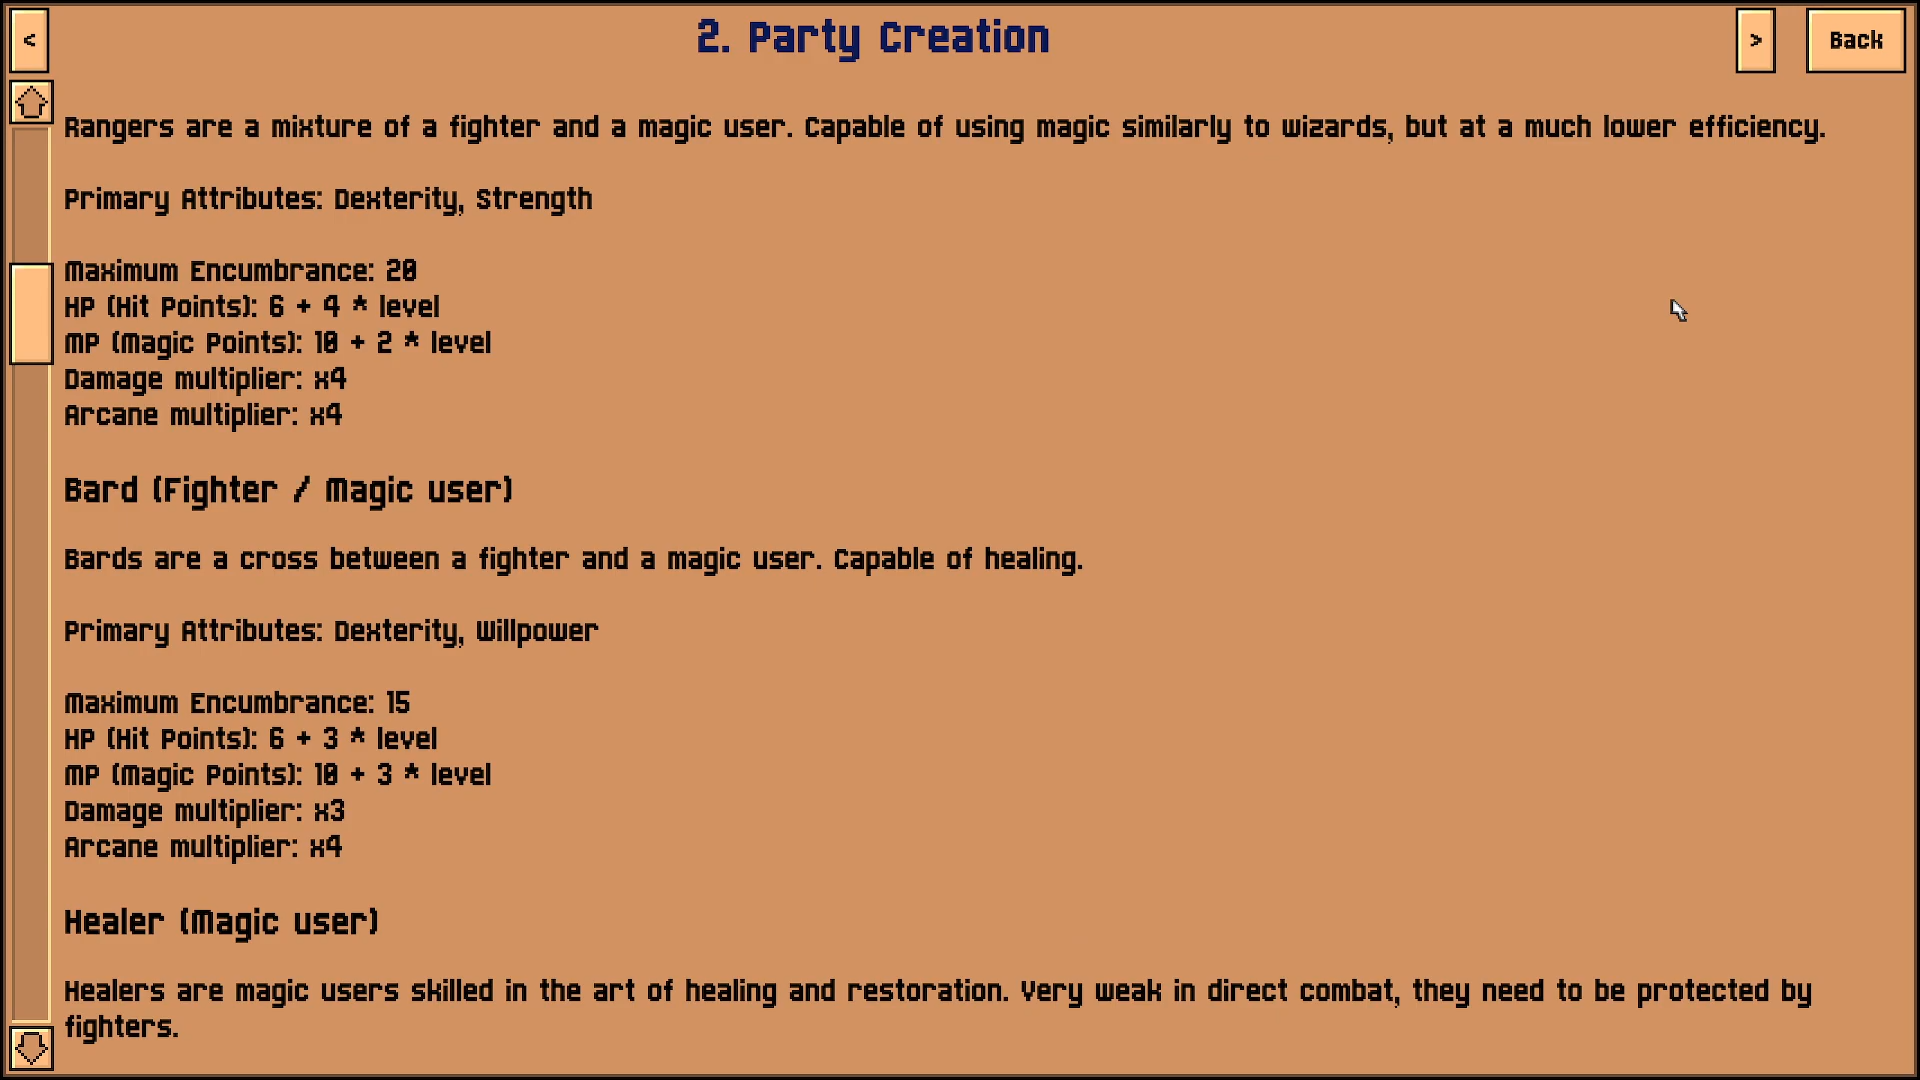 <
2. Party Creation
>
Back
Rangers are a mixture of a fighter and a magic user. Capable of using magic similarly to wizards, but at a much lower efficiency.
Primary Attributes: Dexterity, Strength
Maximum Encumbrance: 20
HP (Hit Points): 6 + 4 * level
MP (Magic Points): 10 + 2 * level
Damage multiplier: x4
Arcane multiplier: x4
Bard (Fighter / Magic user)
Bards are a cross between a fighter and a magic user. Capable of healing.
Primary Attributes: Dexterity, Willpower
Maximum Encumbrance: 15
HP (Hit Points): 6 + 3 * level
MP (Magic Points): 10 + 3 * level
Damage multiplier: x3
Arcane multiplier: x4
Healer (Magic user)
Healers are magic users skilled in the art of healing and restoration. Very weak in direct combat, they need to be protected by
fighters.